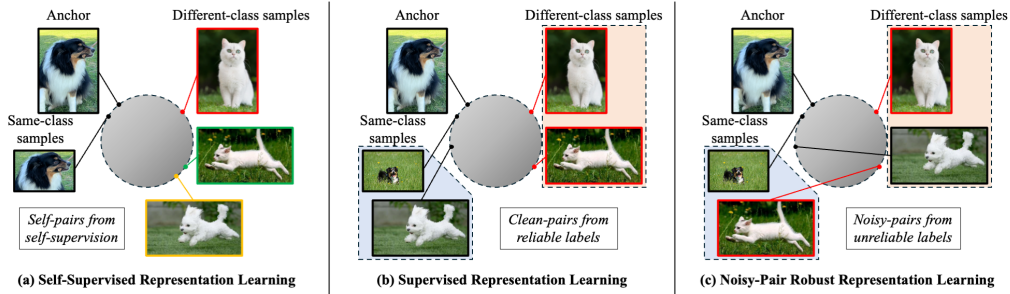 Anchor
Different-class samples
Same-class
samples
Self-pairs from
self-supervision
(a) Self-Supervised Representation Learning
Anchor
Different-class samples
Same-class
samples
Clean-pairs from
reliable labels
(b) Supervised Representation Learning
Anchor
Different-class samples
Same-class
samples
Noisy-pairs from
unreliable labels
(c) Noisy-Pair Robust Representation Learning